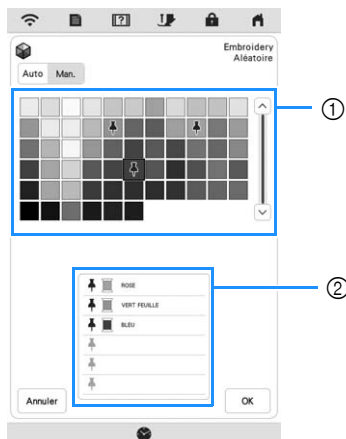 Embroidery
Aléatoire
Auto Man.
①
②
ROSE
VERT FEUILLE
BLEU
Annuler OK